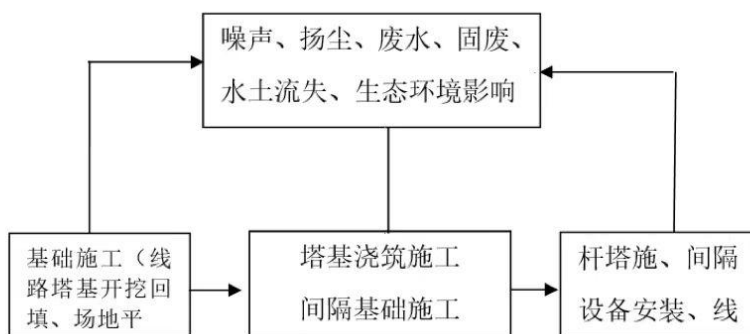 噪声、扬尘、废水、固废、
水土流失、生态环境影响
基础施工（线
路塔基开挖回
填、场地平
塔基浇筑施工
间隔基础施工
杆塔施、间隔
设备安装、线